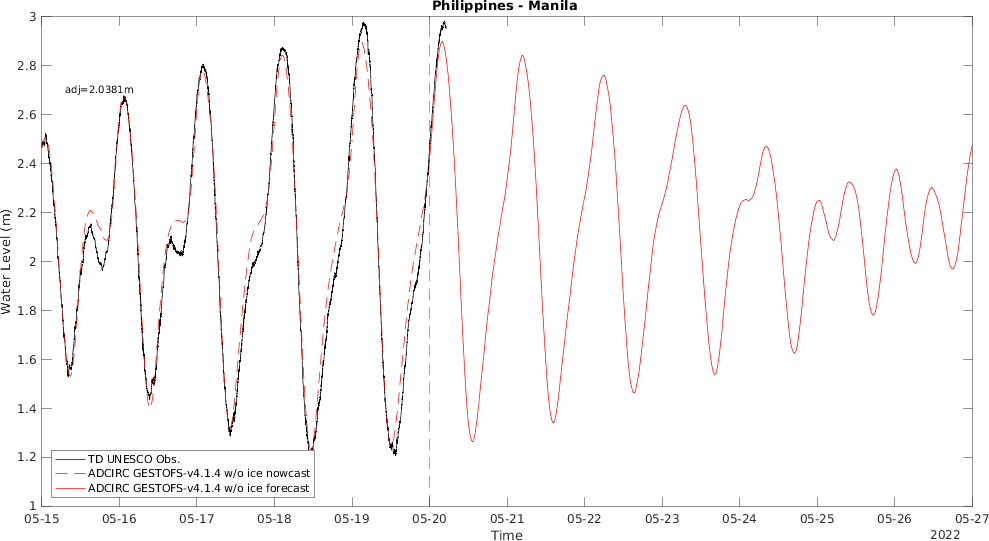 Philippines - Manila
3
2.8
2.6
2.4
2.2
2
1.8
1.6
1.4
1.2
1
Water Level (m)
adj=2.0381m
TD UNESCO Obs.
ADCIRC GESTOFS-v4.1.4 w/o ice nowcast
ADCIRC GESTOFS-v4.1.4 w/o ice forecast
05-15 05-16 05-17 05-18 05-19 05-20 05-21 05-22 05-23 05-24 05-25 05-26 05-27
Time
2022